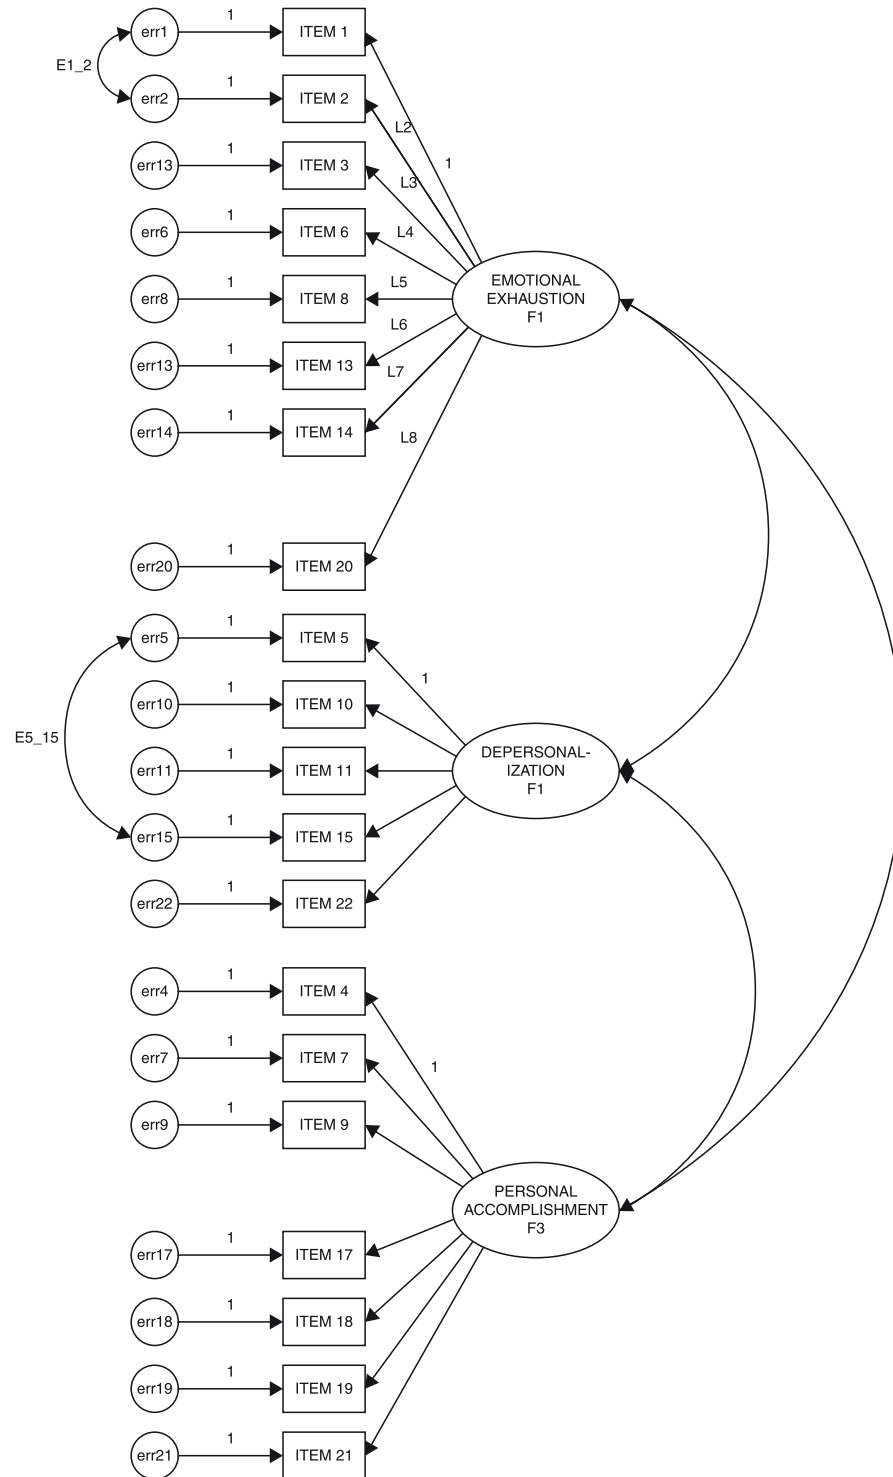 1
err1
ITEM 1
E1_2
1
err2
ITEM 2
L2
1
1
err13
ITEM 3
L3
1
err6
ITEM 6
L4
1
err8
ITEM 8
L5
EMOTIONAL
EXHAUSTION
F1
1
err13
ITEM 13
L6
L7
1
err14
ITEM 14
L8
1
err20
ITEM 20
1
err5
ITEM 5
1
1
err10
ITEM 10
E5_15
1
err11
ITEM 11
DEPERSONAL-
IZATION
F1
1
err15
ITEM 15
1
err22
ITEM 22
1
err4
ITEM 4
1
err7
ITEM 7
1
1
err9
ITEM 9
PERSONAL
ACCOMPLISHMENT
F3
1
err17
ITEM 17
1
err18
ITEM 18
1
err19
ITEM 19
1
err21
ITEM 21